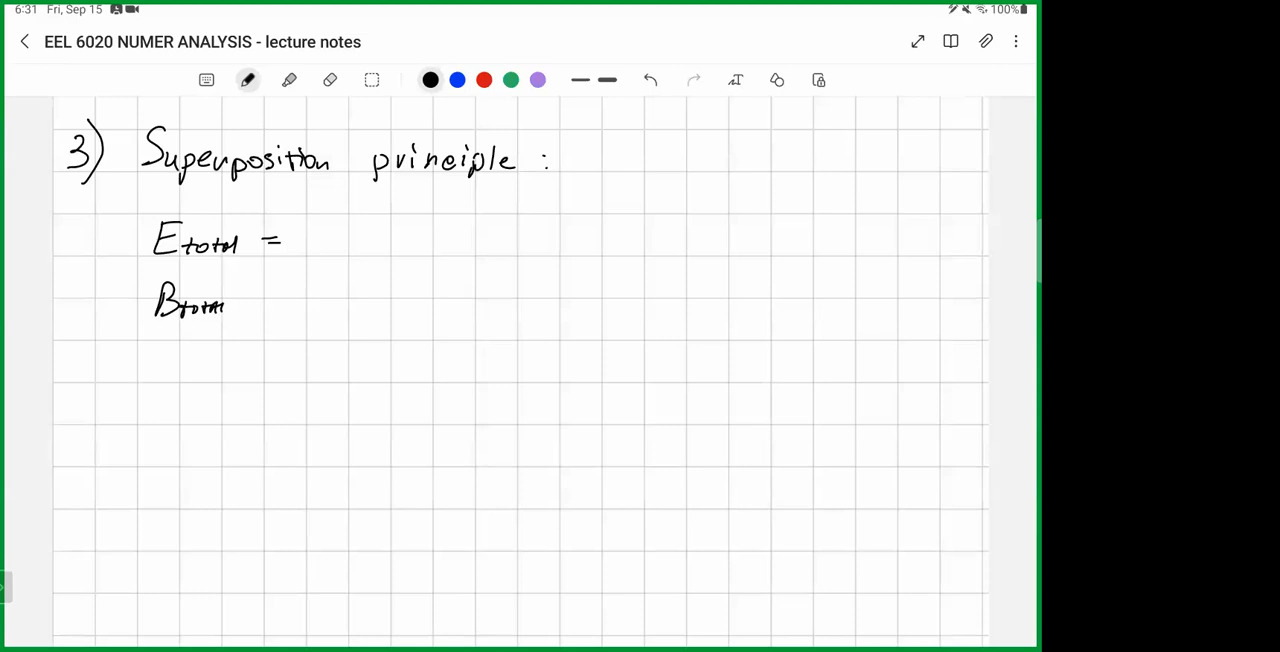 6:31 Fri, Sep 15 100%
EEL 6020 NUMER ANALYSIS - lecture notes
3) Superposition principle :
Etotal =
Btotal